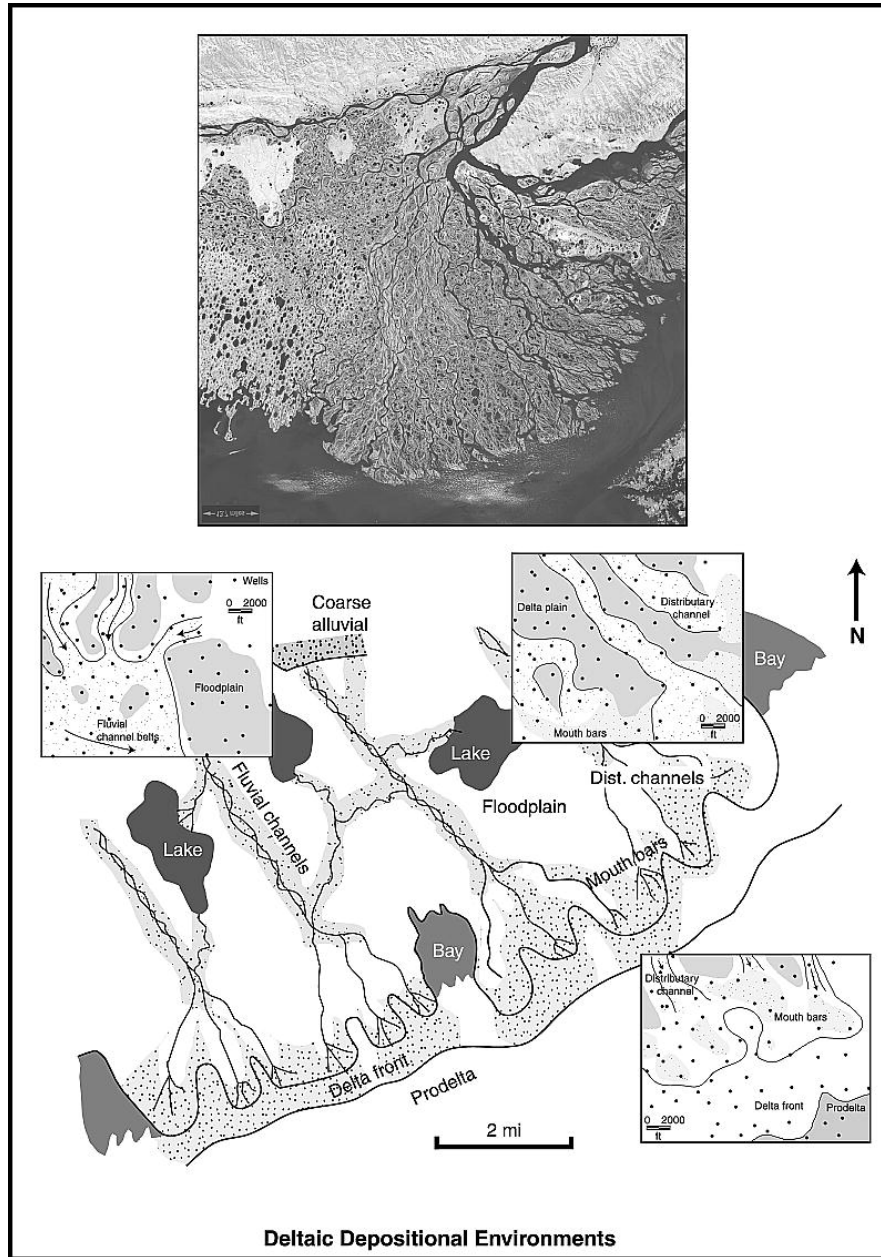 Wells
0 2000
ft
Floodplain
Fluvial
channel belts
Coarse
alluvial
Delta plain
Distributary
channel
0 2000
ft
Mouth bars
N
Bay
Lake
Dist. channels
Floodplain
Fluvial channels
Lake
Mouth bars
Bay
Distributary
channel
Mouth bars
Delta front
Prodelta
0 2000
ft
Delta front
Prodelta
2 mi
Deltaic Depositional Environments